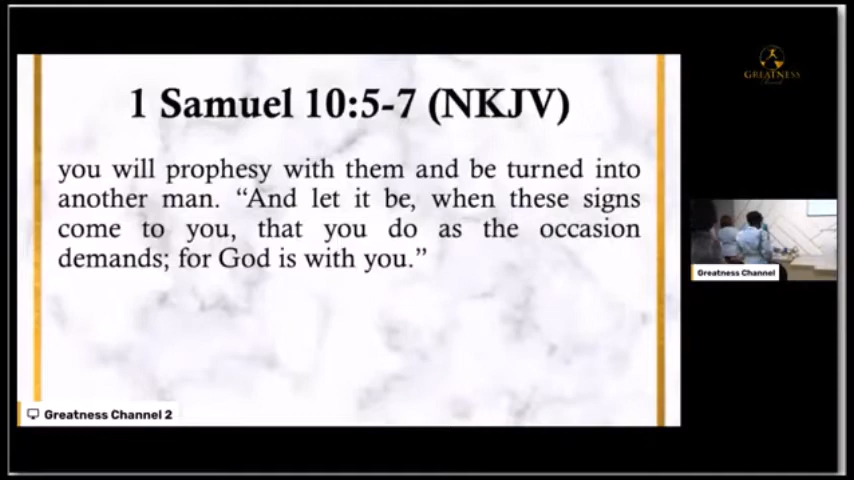 1 Samuel 10:5-7 (NKJV)
you will prophesy with them and be turned into
another man. “And let it be, when these signs
come to you, that you do as the occasion
demands; for God is with you.”
Greatness Channel 2
GREATNESS
Greatness Channel